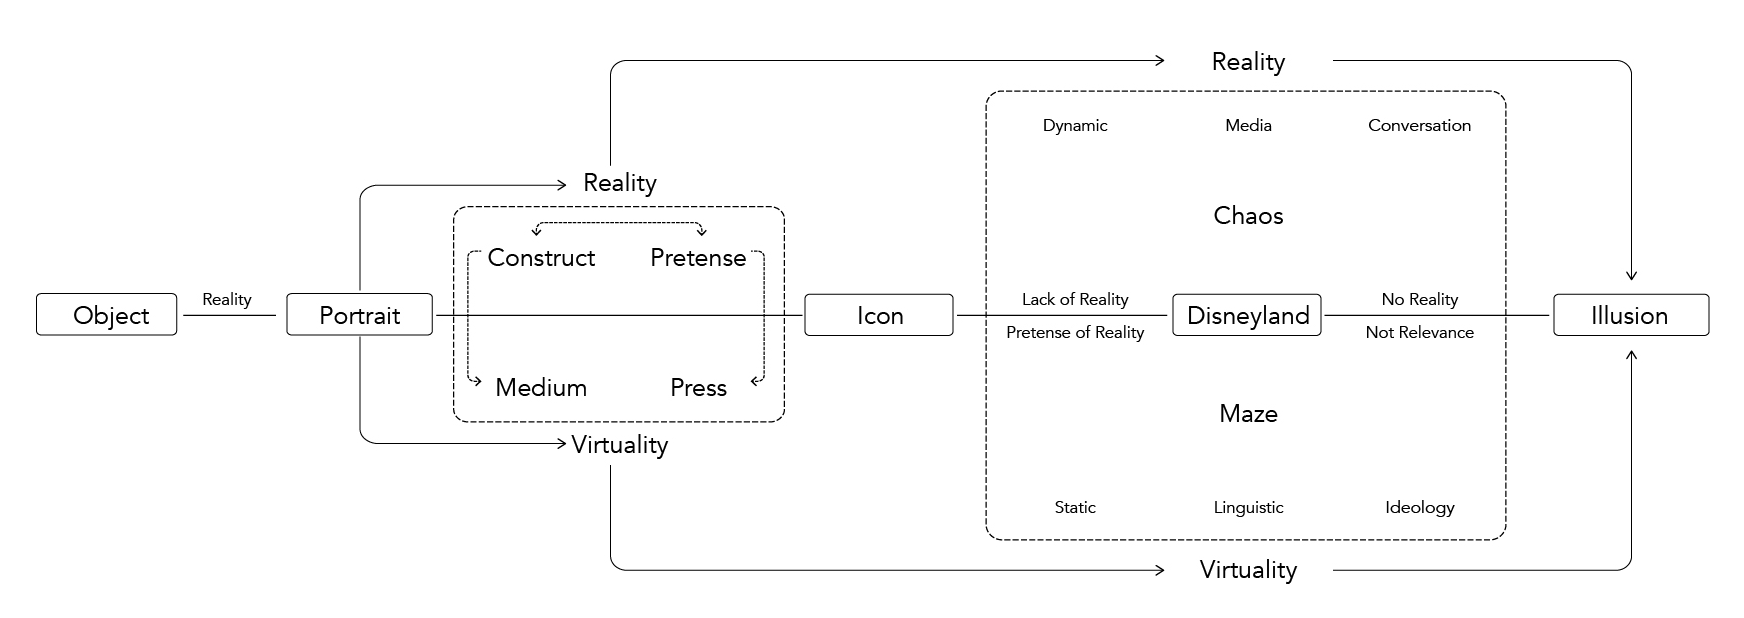 Reality
Dynamic
Media
Conversation
Reality
Chaos
Construct
Pretense
Object
Reality
Portrait
Icon
Lack of Reality
Pretense of Reality
Disneyland
No Reality
Not Relevance
Illusion
Medium
Press
Maze
Virtuality
Static
Linguistic
Ideology
Virtuality